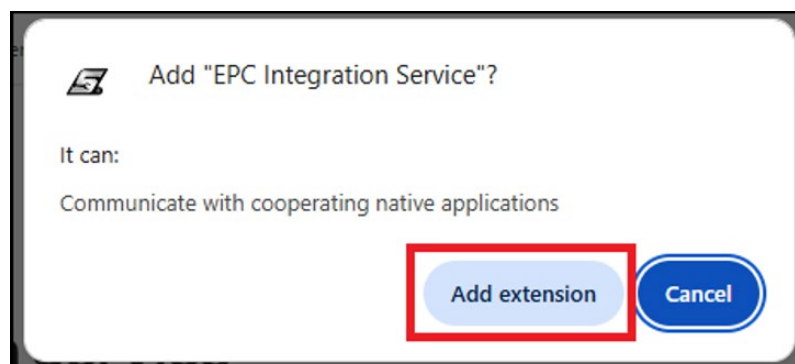 Add "EPC Integration Service"?
It can:
Communicate with cooperating native applications
Add extension
Cancel